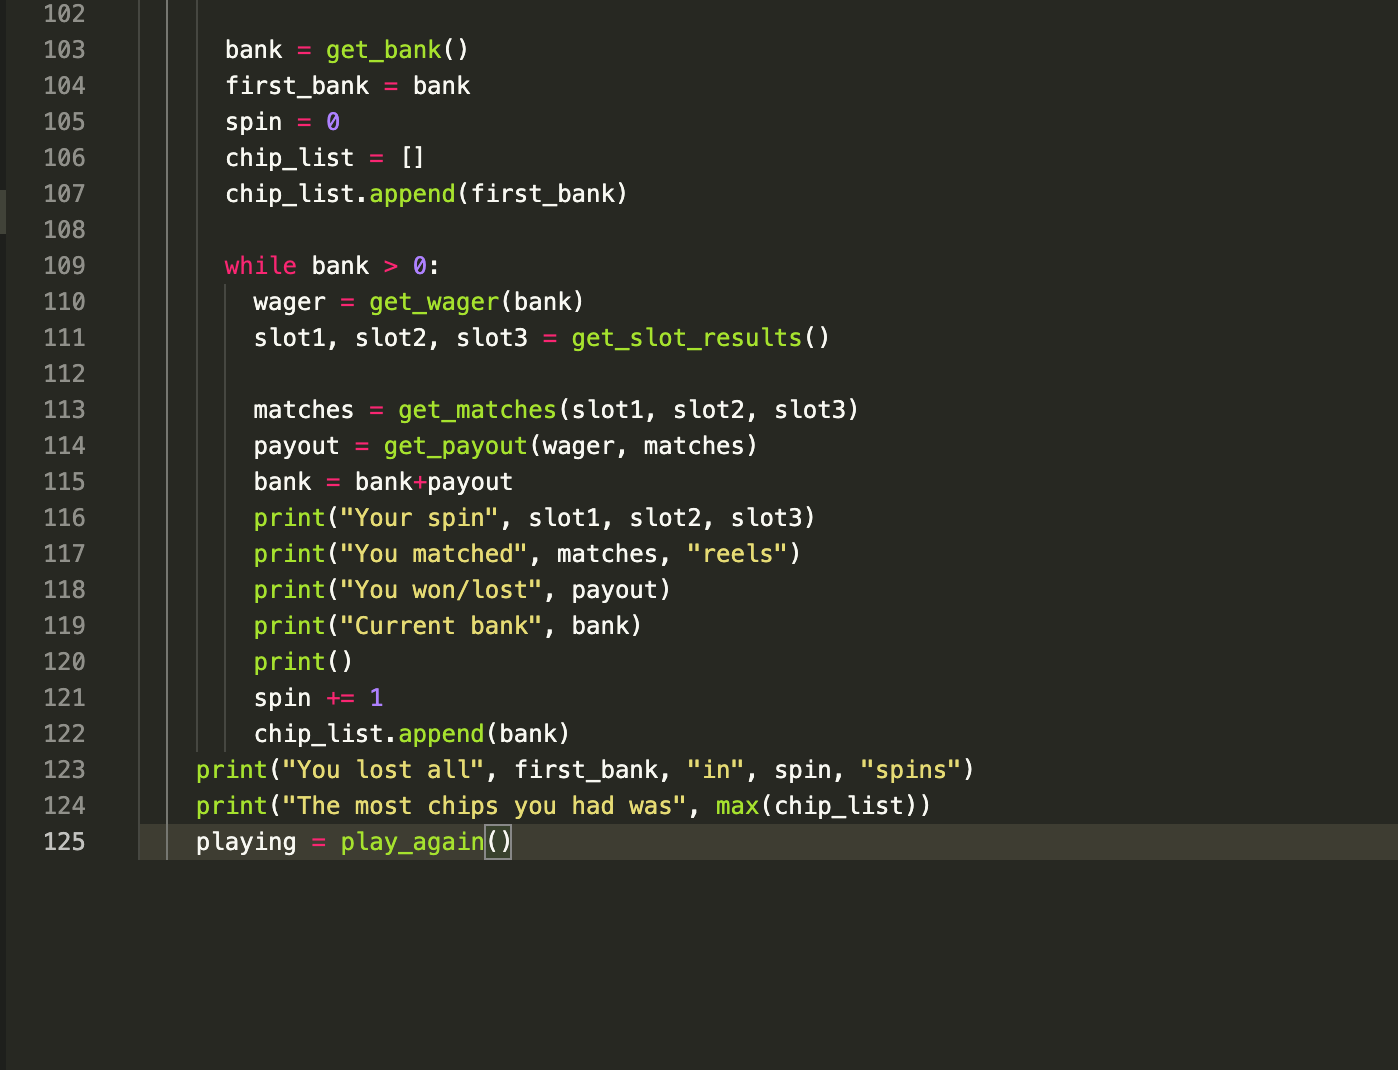 102
103 bank = get_bank()
104 first_bank = bank
105 spin = 0
106 chip_list = []
107 chip_list.append(first_bank)
108
109 while bank > 0:
110 wager = get_wager(bank)
111 slot1, slot2, slot3 = get_slot_results()
112
113 matches = get_matches(slot1, slot2, slot3)
114 payout = get_payout(wager, matches)
115 bank = bank+payout
116 print("Your spin", slot1, slot2, slot3)
117 print("You matched", matches, "reels")
118 print("You won/lost", payout)
119 print("Current bank", bank)
120 print()
121 spin += 1
122 chip_list.append(bank)
123 print("You lost all", first_bank, "in", spin, "spins")
124 print("The most chips you had was", max(chip_list))
125 playing = play_again()